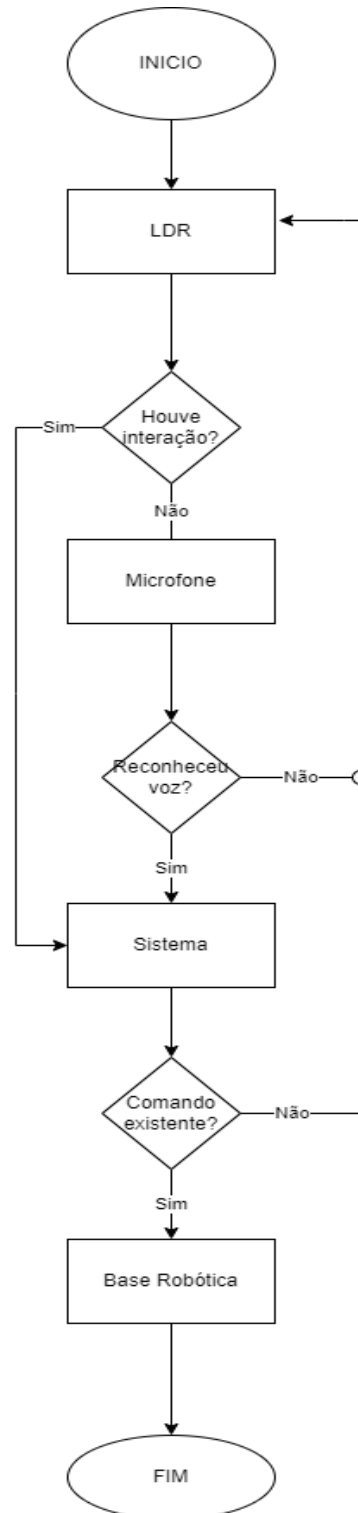 INICIO
LDR
Houve
interação?
Sim
Não
Microfone
Reconheceu
voz?
Não
Sim
Sistema
Comando
existente?
Não
Sim
Base Robótica
FIM